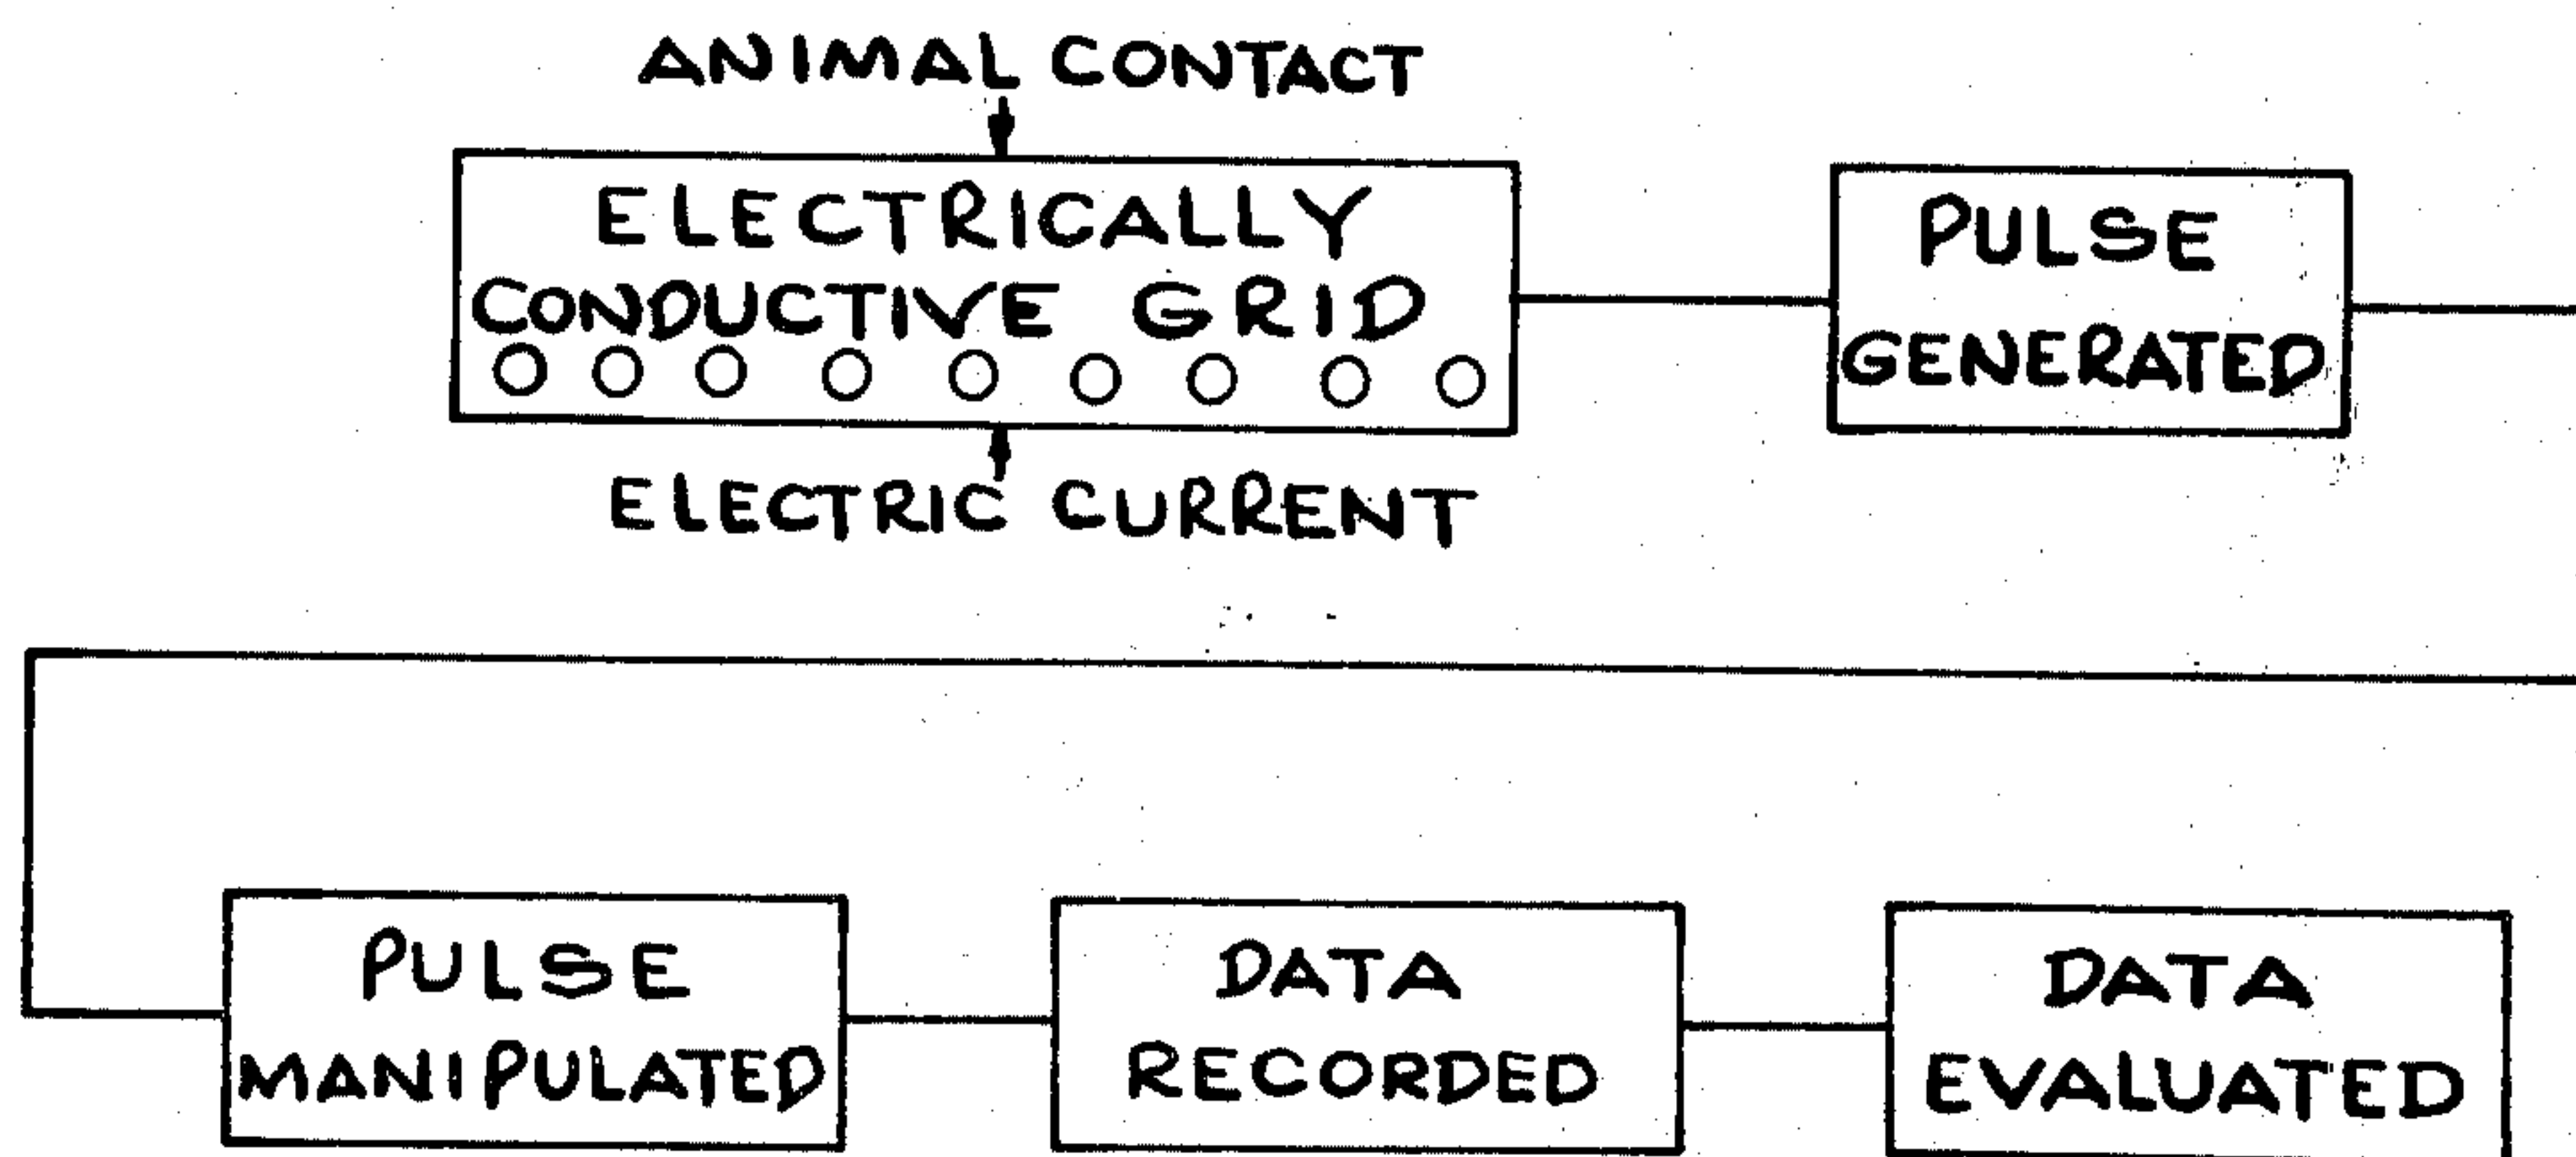 ANIMAL CONTACT
ELECTRICALLY
CONDUCTIVE GRID
ELECTRIC CURRENT
PULSE
GENERATED
PULSE
MANIPULATED
DATA
RECORDED
DATA
EVALUATED